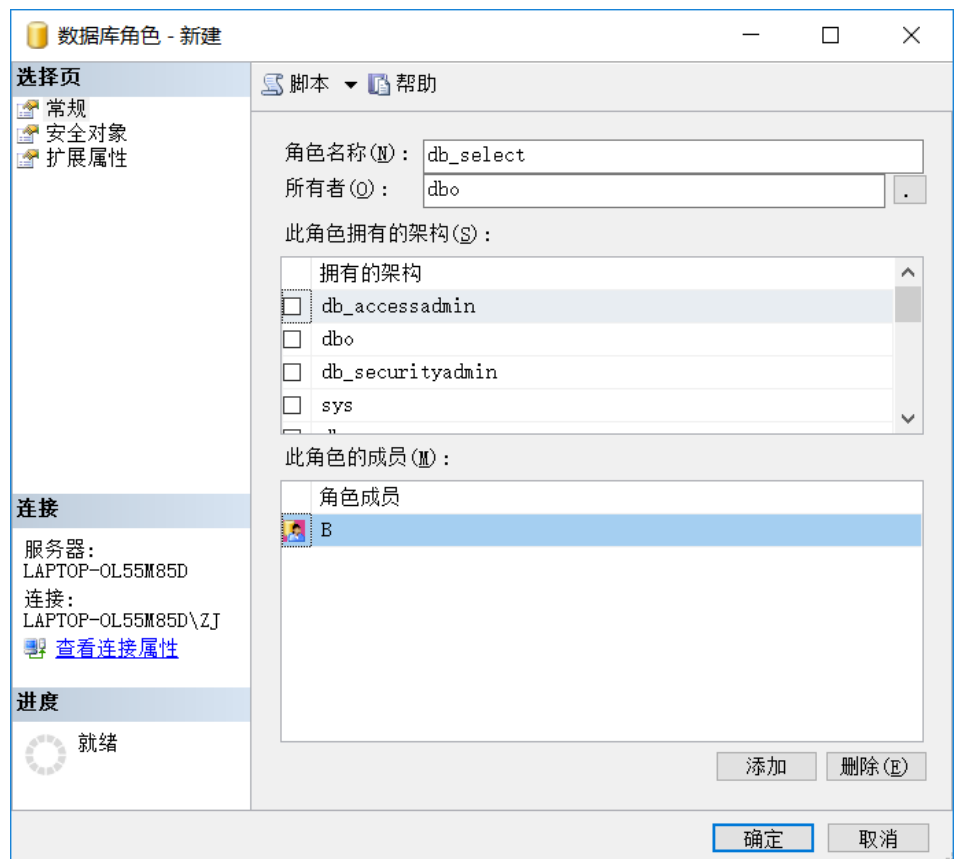 数据库角色 - 新建
选择页
常规
安全对象
扩展属性
脚本 帮助
角色名称(N): db_select
所有者(O): dbo
.
此角色拥有的架构(S):
拥有的架构
db_accessadmin
dbo
db_securityadmin
sys
此角色的成员(M):
角色成员
B
添加 删除(E)
连接
服务器:
LAPTOP-OL55M85D
连接:
LAPTOP-OL55M85D\ZJ
查看连接属性
进度
就绪
确定 取消